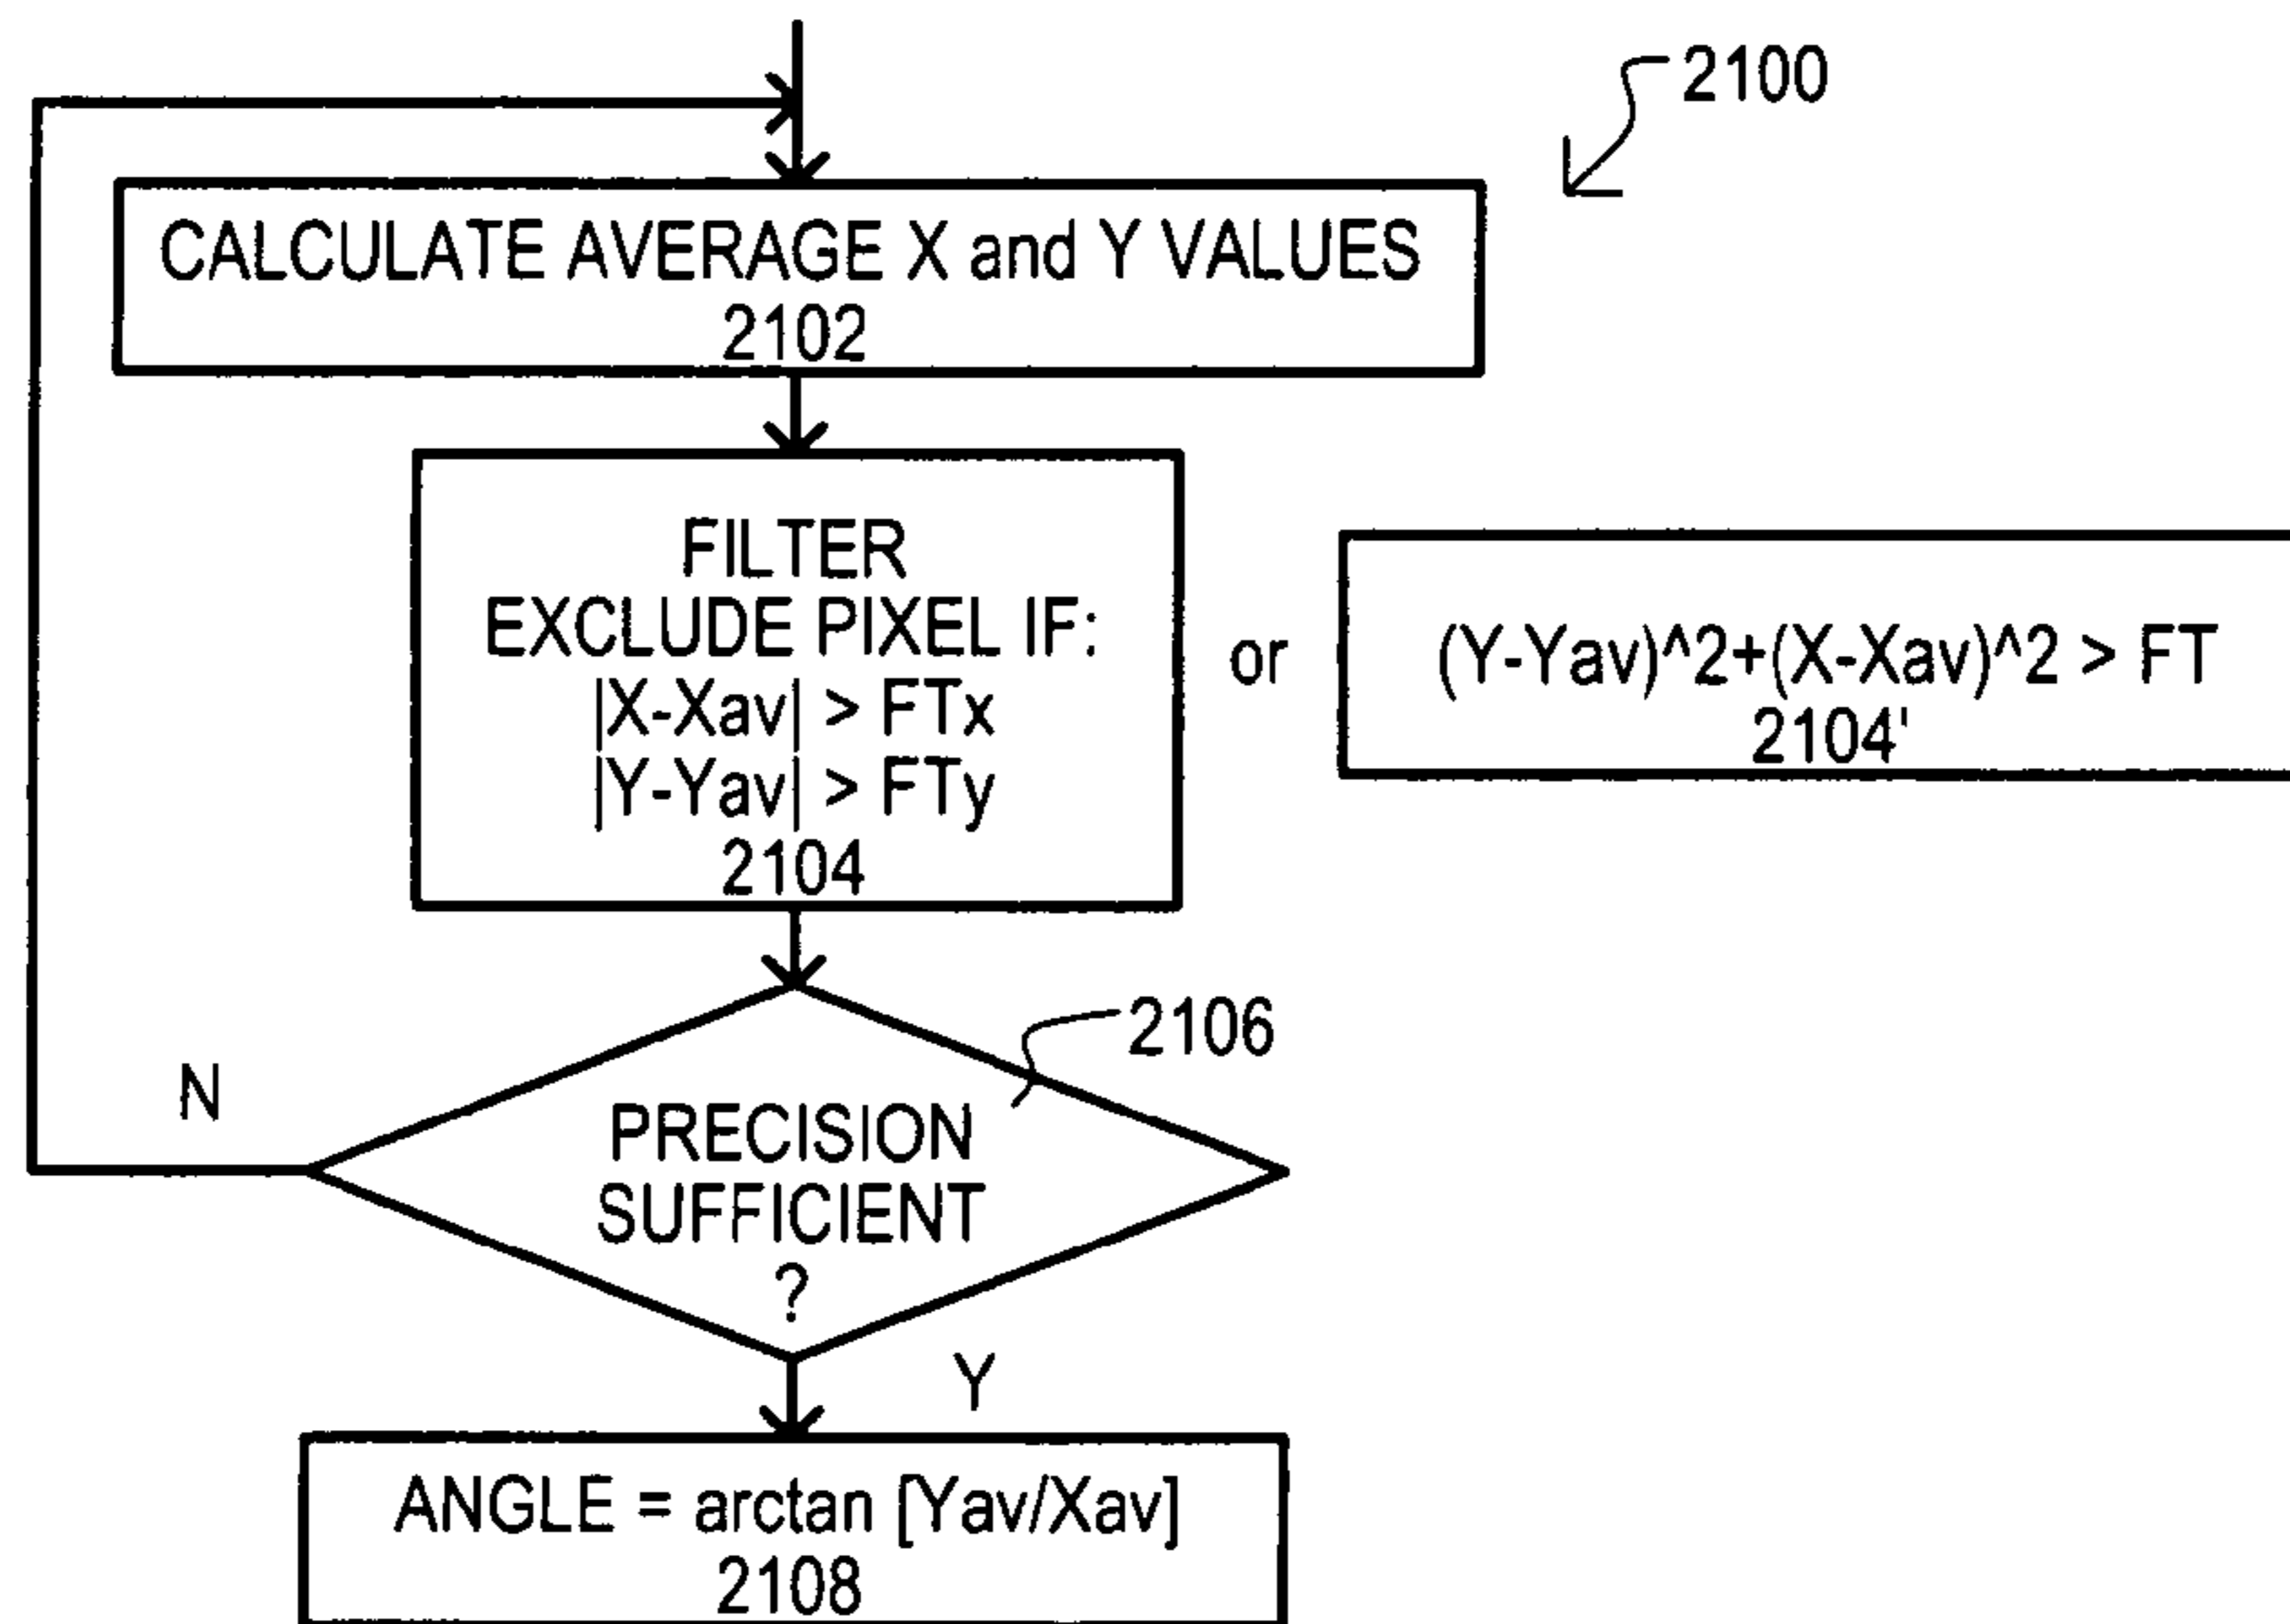 2100
CALCULATE AVERAGE X and Y VALUES
2102
FILTER
EXCLUDE PIXEL IF:
|X-Xav| > FTx
|Y-Yav| > FTy
2104
or
(Y-Yav)^2+(X-Xav)^2 > FT
2104'
2106
N
PRECISION
SUFFICIENT
?
Y
ANGLE = arctan [Yav/Xav]
2108